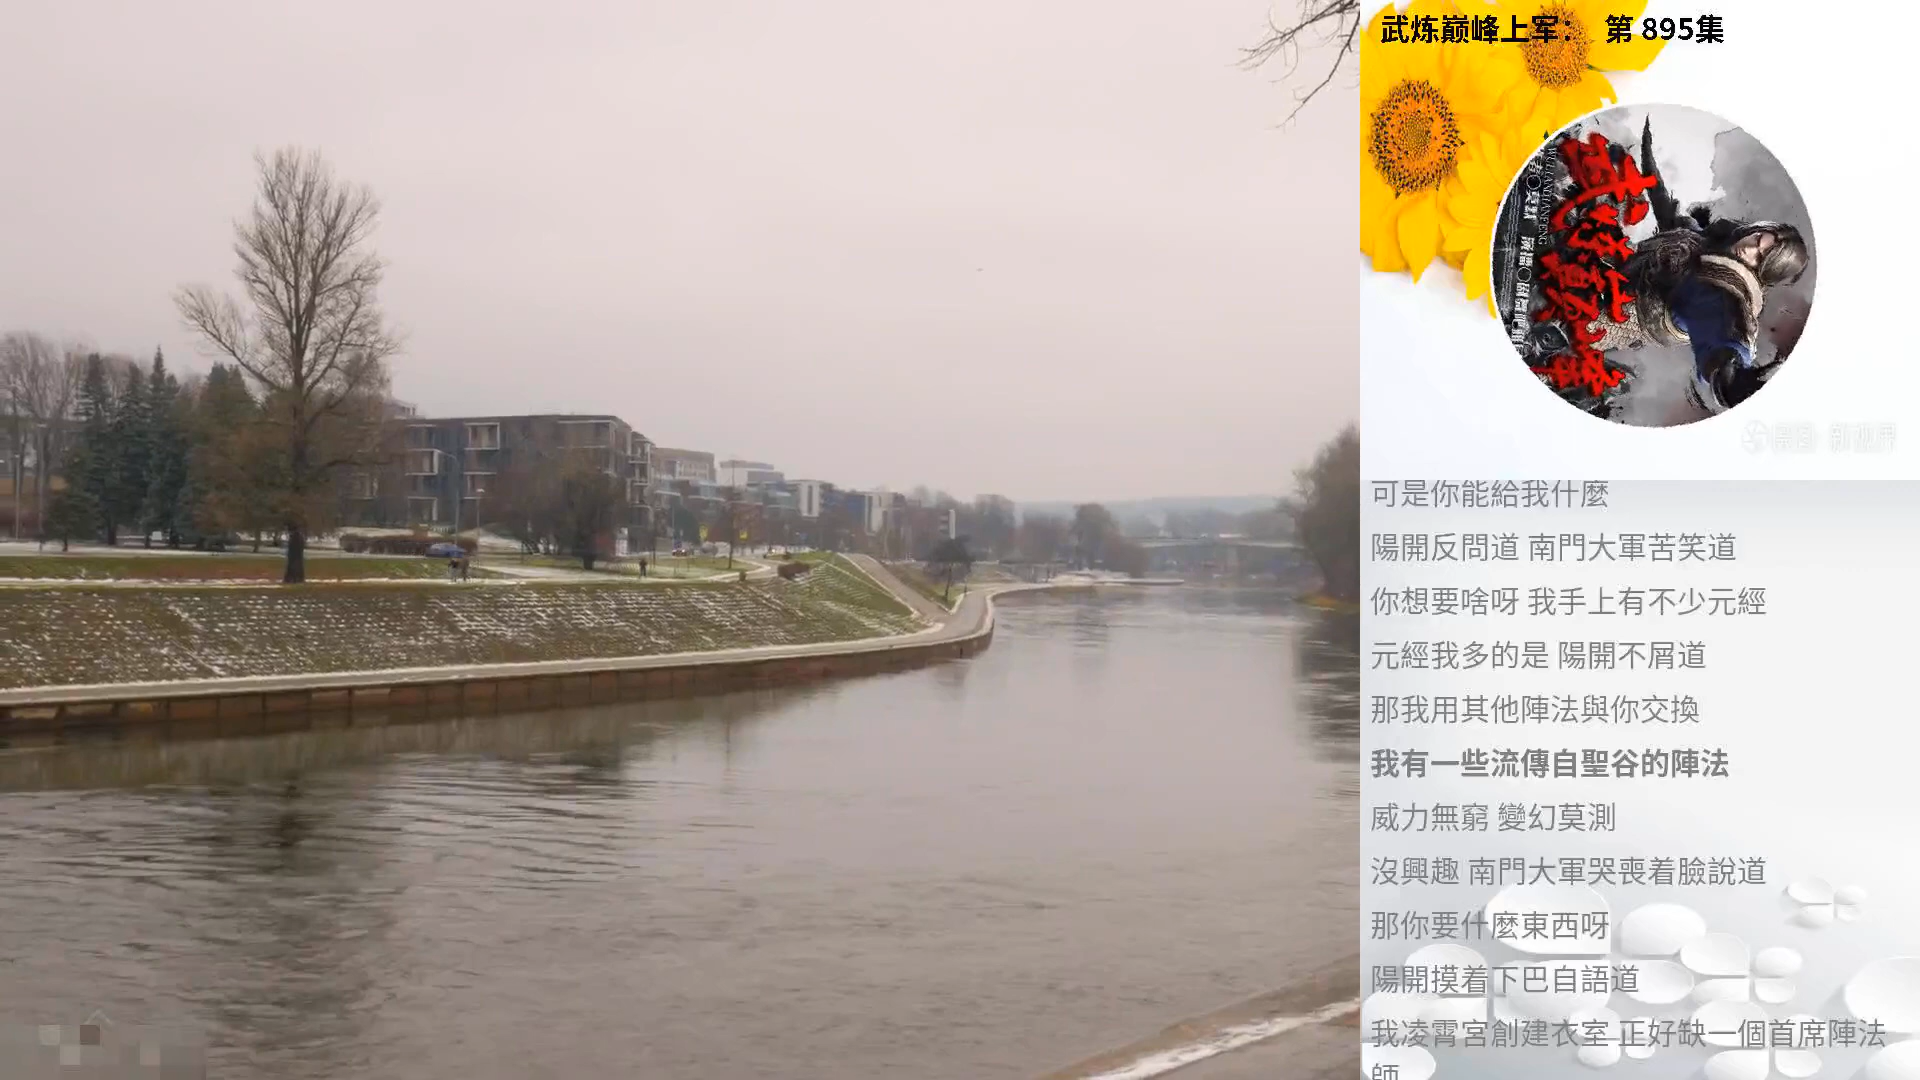 武炼巅峰上军： 第 895集
WU LIAN DIAN FENG
可是你能給我什麼
陽開反問道 南門大軍苦笑道
你想要啥呀 我手上有不少元經
元經我多的是 陽開不屑道
那我用其他陣法與你交換
我有一些流傳自聖谷的陣法
威力無窮 變幻莫測
沒興趣 南門大軍哭喪着臉說道
那你要什麼東西呀
陽開摸着下巴自語道
我凌霄宮創建衣室 正好缺一個首席陣法
師